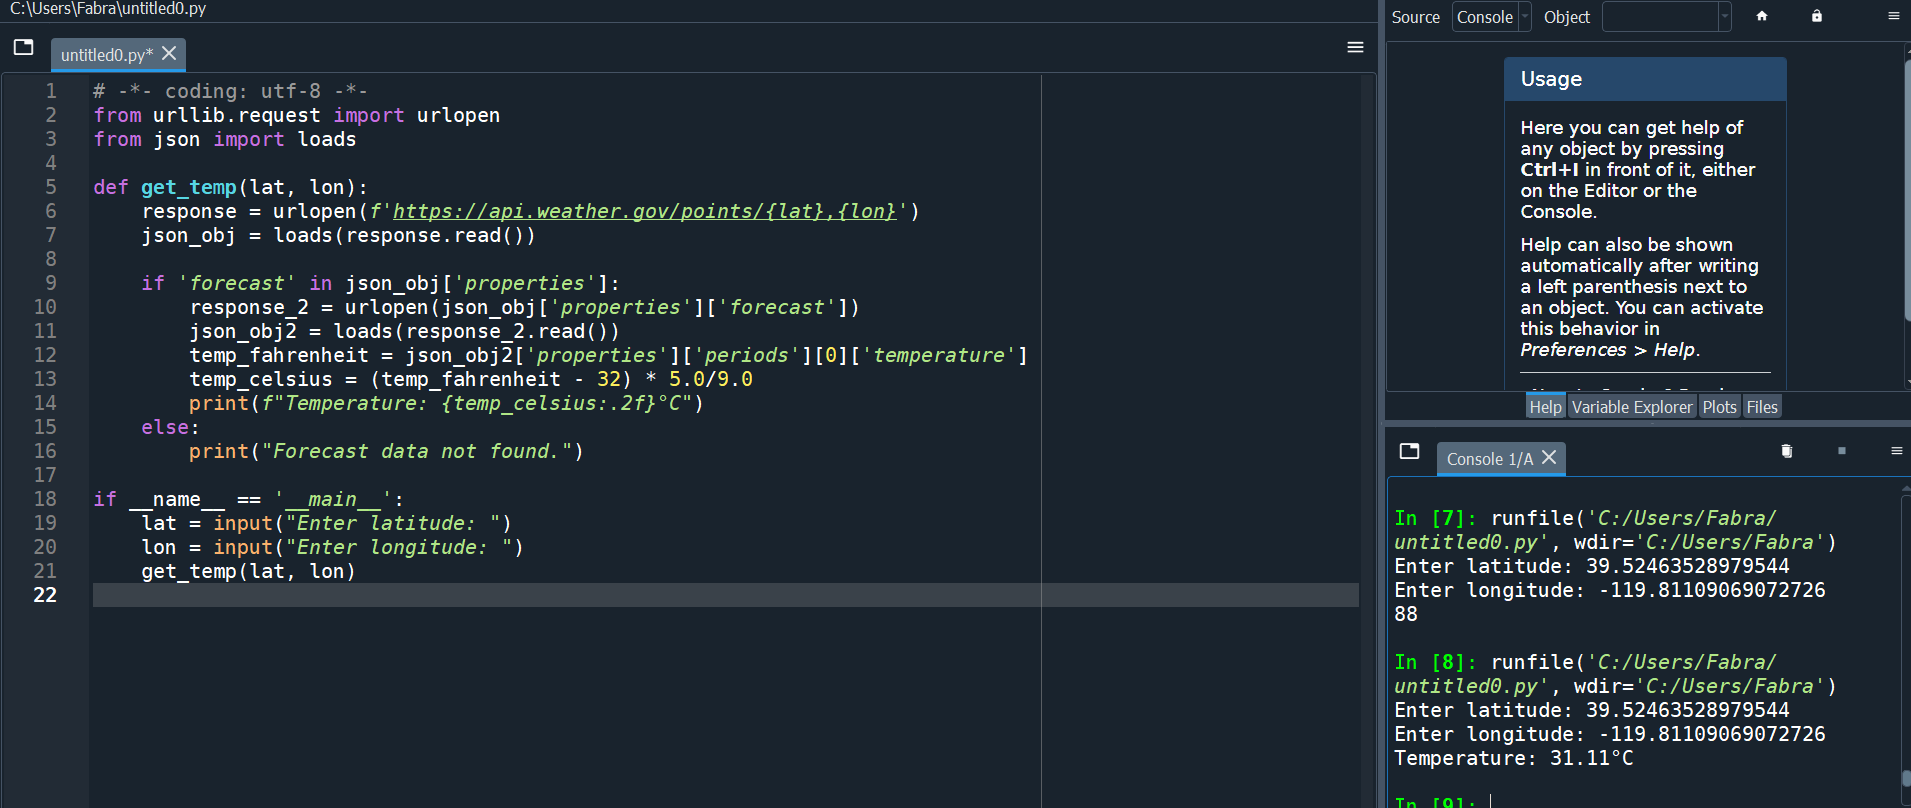 C:\Users\Fabra\untitled0.py
untitled0.py*
1 # -*- coding: utf-8 -*-
2 from urllib.request import urlopen
3 from json import loads
4
5 def get_temp(lat, lon):
6     response = urlopen(f'https://api.weather.gov/points/{lat},{lon}')
7     json_obj = loads(response.read())
8
9     if 'forecast' in json_obj['properties']:
10         response_2 = urlopen(json_obj['properties']['forecast'])
11         json_obj2 = loads(response_2.read())
12         temp_fahrenheit = json_obj2['properties']['periods'][0]['temperature']
13         temp_celsius = (temp_fahrenheit - 32) * 5.0/9.0
14         print(f"Temperature: {temp_celsius:.2f}°C")
15     else:
16         print("Forecast data not found.")
17
18 if __name__ == '__main__':
19     lat = input("Enter latitude: ")
20     lon = input("Enter longitude: ")
21     get_temp(lat, lon)
22
Source Console Object
Usage
Here you can get help of
any object by pressing
Ctrl+I in front of it, either
on the Editor or the
Console.
Help can also be shown
automatically after writing
a left parenthesis next to
an object. You can activate
this behavior in
Preferences > Help.
Help Variable Explorer Plots Files
Console 1/A
In [7]: runfile('C:/Users/Fabra/
untitled0.py', wdir='C:/Users/Fabra')
Enter latitude: 39.52463528979544
Enter longitude: -119.81109069072726
88
In [8]: runfile('C:/Users/Fabra/
untitled0.py', wdir='C:/Users/Fabra')
Enter latitude: 39.52463528979544
Enter longitude: -119.81109069072726
Temperature: 31.11°C
In [9]: